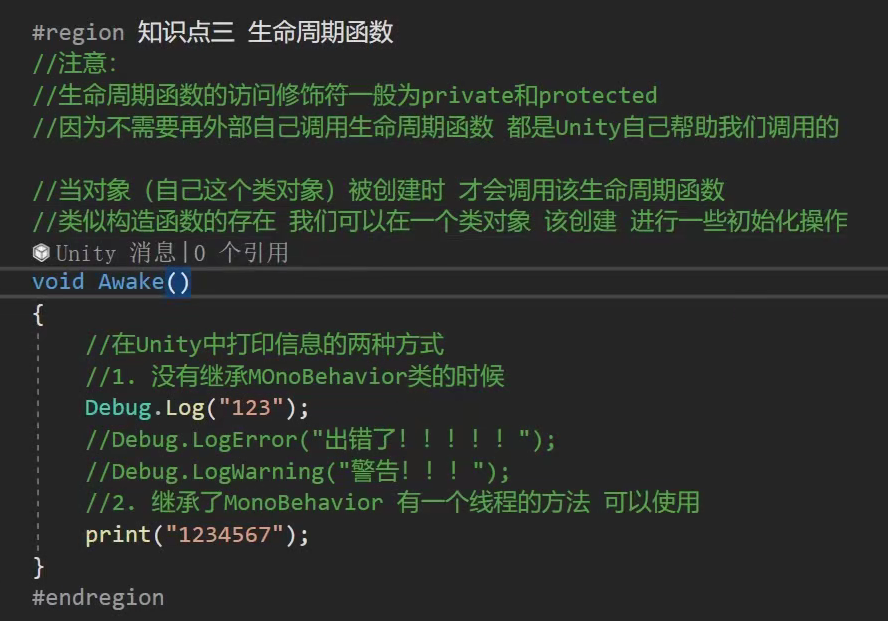 #region 知识点三 生命周期函数
//注意：
//生命周期函数的访问修饰符一般为private和protected
//因为不需要再外部自己调用生命周期函数 都是Unity自己帮助我们调用的
//当对象（自己这个类对象）被创建时 才会调用该生命周期函数
//类似构造函数的存在 我们可以在一个类对象 该创建 进行一些初始化操作
Unity 消息|0 个引用
void Awake()
{
//在Unity中打印信息的两种方式
//1. 没有继承MOnoBehavior类的时候
Debug.Log("123");
//Debug.LogError("出错了！！！！！");
//Debug.LogWarning("警告！！！");
//2. 继承了MonoBehavior 有一个线程的方法 可以使用
print("1234567");
}
#endregion